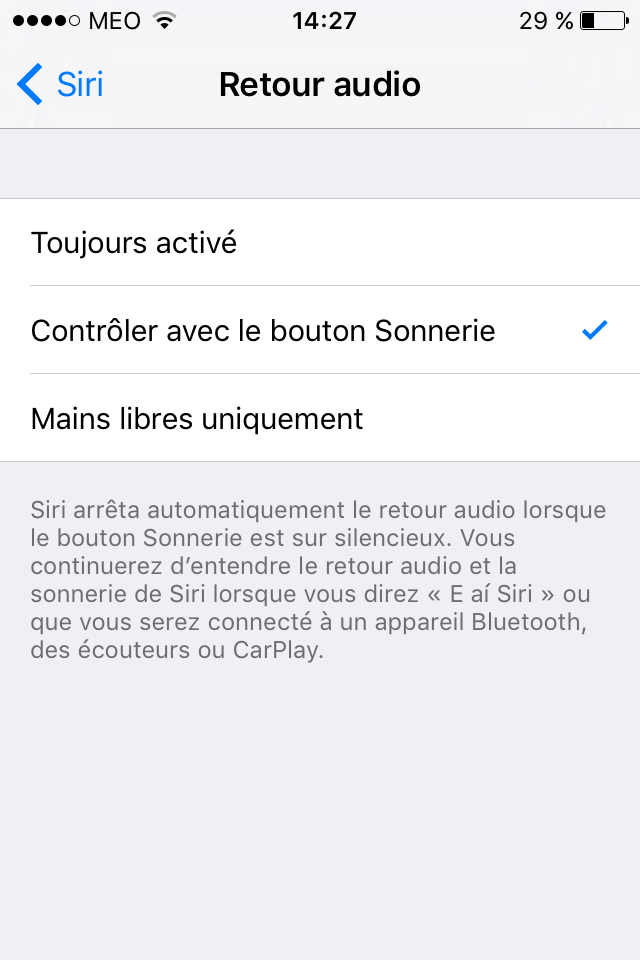 MEO 14:27 29 %
Siri Retour audio
Toujours activé
Contrôler avec le bouton Sonnerie
Mains libres uniquement
Siri arrêta automatiquement le retour audio lorsque
le bouton Sonnerie est sur silencieux. Vous
continuerez d’entendre le retour audio et la
sonnerie de Siri lorsque vous direz « E aí Siri » ou
que vous serez connecté à un appareil Bluetooth,
des écouteurs ou CarPlay.